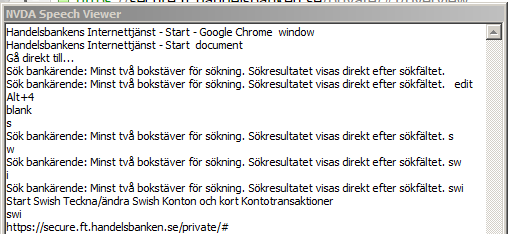 NVDA Speech Viewer
Handelsbankens Internettjänst - Start - Google Chrome  window
Handelsbankens Internettjänst - Start  document
Gå direkt till...
Sök bankärende: Minst två bokstäver för sökning. Sökresultatet visas direkt efter sökfältet.
Sök bankärende: Minst två bokstäver för sökning. Sökresultatet visas direkt efter sökfältet.   edit
Alt+4
blank
s
Sök bankärende: Minst två bokstäver för sökning. Sökresultatet visas direkt efter sökfältet. s
w
Sök bankärende: Minst två bokstäver för sökning. Sökresultatet visas direkt efter sökfältet. sw
i
Sök bankärende: Minst två bokstäver för sökning. Sökresultatet visas direkt efter sökfältet. swi
Start Swish Teckna/ändra Swish Konton och kort Kontotransaktioner
swi
https://secure.ft.handelsbanken.se/private/#